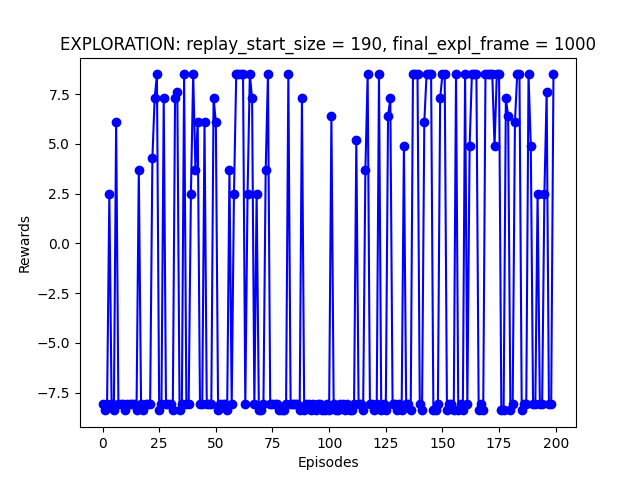 EXPLORATION: replay_start_size = 190, final_expl_frame = 1000
7.5
5.0
2.5
0.0
−2.5
−5.0
−7.5
Rewards
0 25 50 75 100 125 150 175 200
Episodes